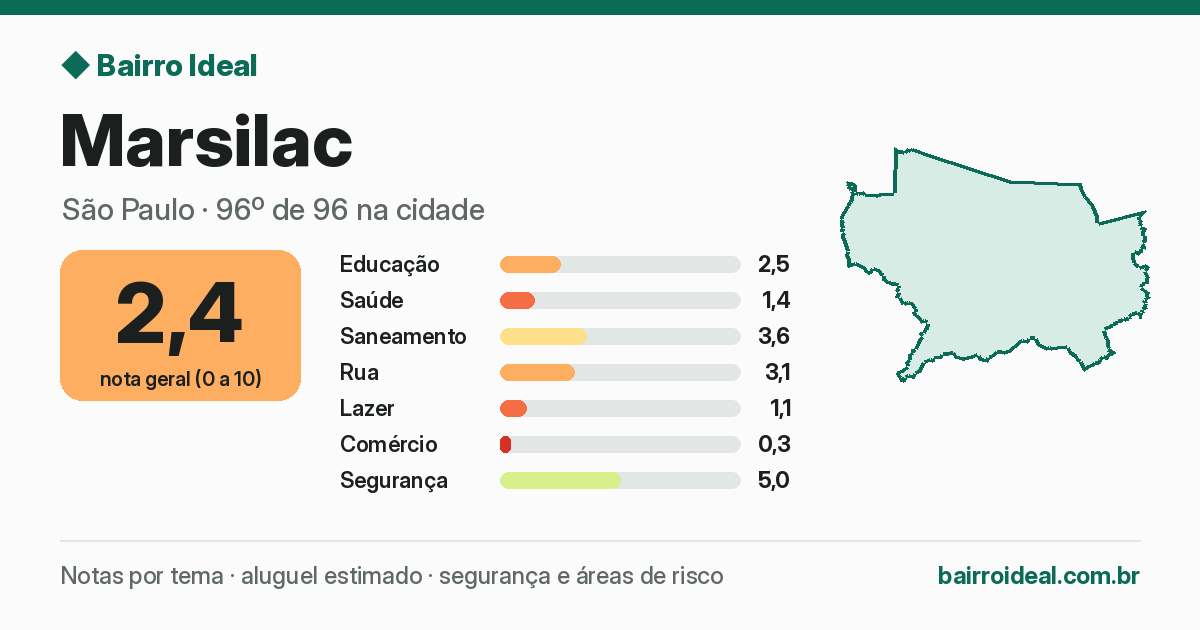 Bairro Ideal
Marsilac
São Paulo · 96º de 96 na cidade
2,4
nota geral (0 a 10)
Educação 2,5
Saúde 1,4
Saneamento 3,6
Rua 3,1
Lazer 1,1
Comércio 0,3
Segurança 5,0
Notas por tema · aluguel estimado · segurança e áreas de risco
bairroideal.com.br